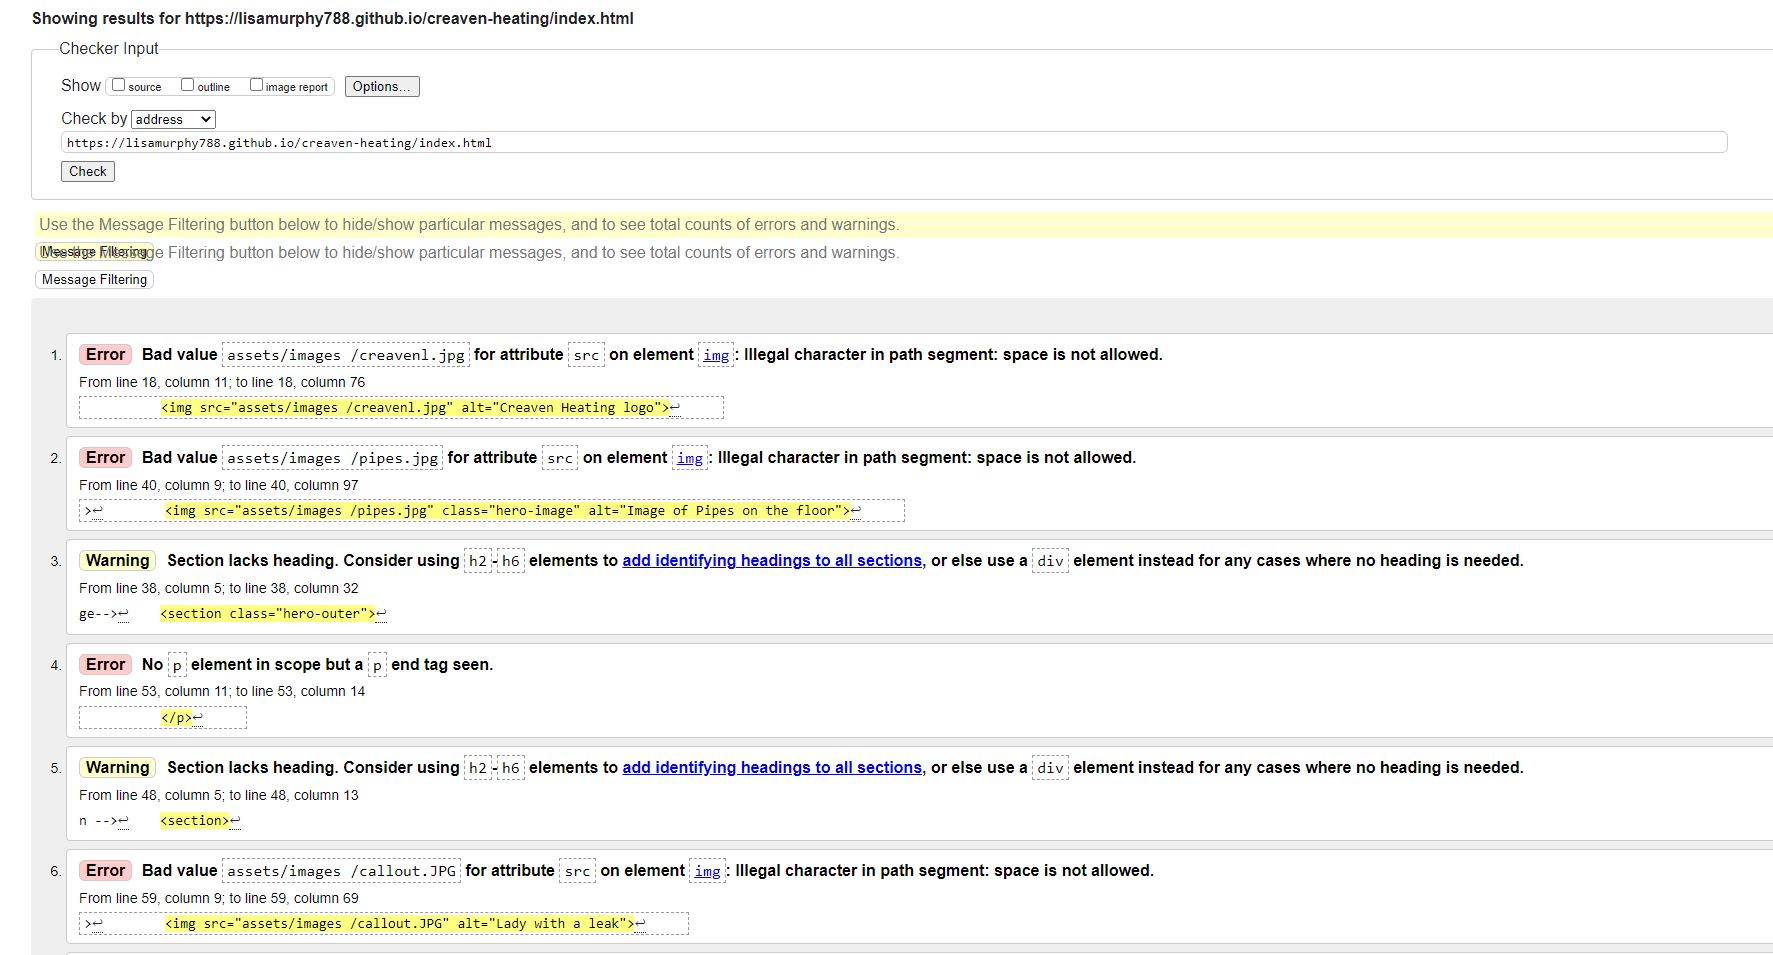 Showing results for https://lisamurphy788.github.io/creaven-heating/index.html
Checker Input
Show source outline image report Options...
Check by address
https://lisamurphy788.github.io/creaven-heating/index.html
Check
Use the Message Filtering button below to hide/show particular messages, and to see total counts of errors and warnings.
Message Filtering
Use the Message Filtering button below to hide/show particular messages, and to see total counts of errors and warnings.
Message Filtering
1. Error Bad value assets/images /creavenl.jpg for attribute src on element img: Illegal character in path segment: space is not allowed.
From line 18, column 11; to line 18, column 76
<img src="assets/images /creavenl.jpg" alt="Creaven Heating logo">↩
2. Error Bad value assets/images /pipes.jpg for attribute src on element img: Illegal character in path segment: space is not allowed.
From line 40, column 9; to line 40, column 97
>↩ <img src="assets/images /pipes.jpg" class="hero-image" alt="Image of Pipes on the floor">↩
3. Warning Section lacks heading. Consider using h2-h6 elements to add identifying headings to all sections, or else use a div element instead for any cases where no heading is needed.
From line 38, column 5; to line 38, column 32
ge-->↩ <section class="hero-outer">↩
4. Error No p element in scope but a p end tag seen.
From line 53, column 11; to line 53, column 14
</p>↩
5. Warning Section lacks heading. Consider using h2-h6 elements to add identifying headings to all sections, or else use a div element instead for any cases where no heading is needed.
From line 48, column 5; to line 48, column 13
n -->↩ <section>↩
6. Error Bad value assets/images /callout.JPG for attribute src on element img: Illegal character in path segment: space is not allowed.
From line 59, column 9; to line 59, column 69
>↩ <img src="assets/images /callout.JPG" alt="Lady with a leak">↩